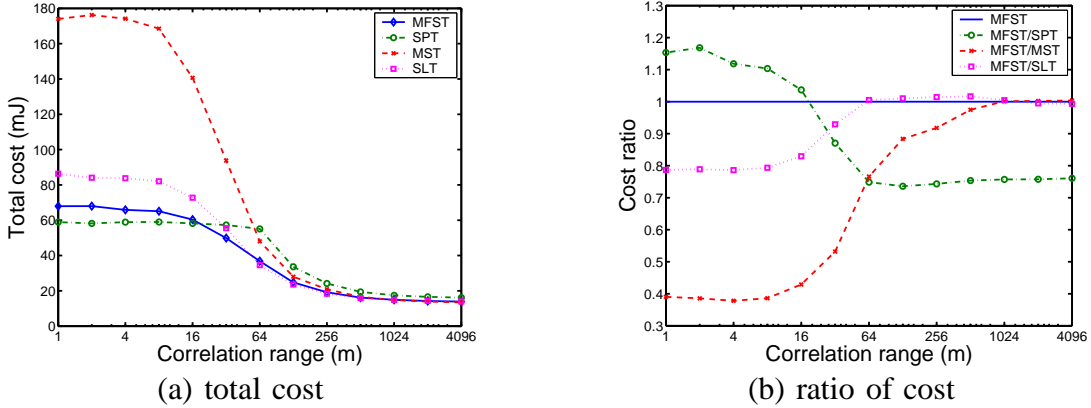 180
160
140
120
100
80
60
40
20
0
Total cost (mJ)
MFST
SPT
MST
SLT
1
4
16
64
256
1024
4096
Correlation range (m)
(a) total cost
1.3
1.2
1.1
1
0.9
0.8
0.7
0.6
0.5
0.4
0.3
Cost ratio
MFST
MFST/SPT
MFST/MST
MFST/SLT
1
4
16
64
256
1024
4096
Correlation range (m)
(b) ratio of cost